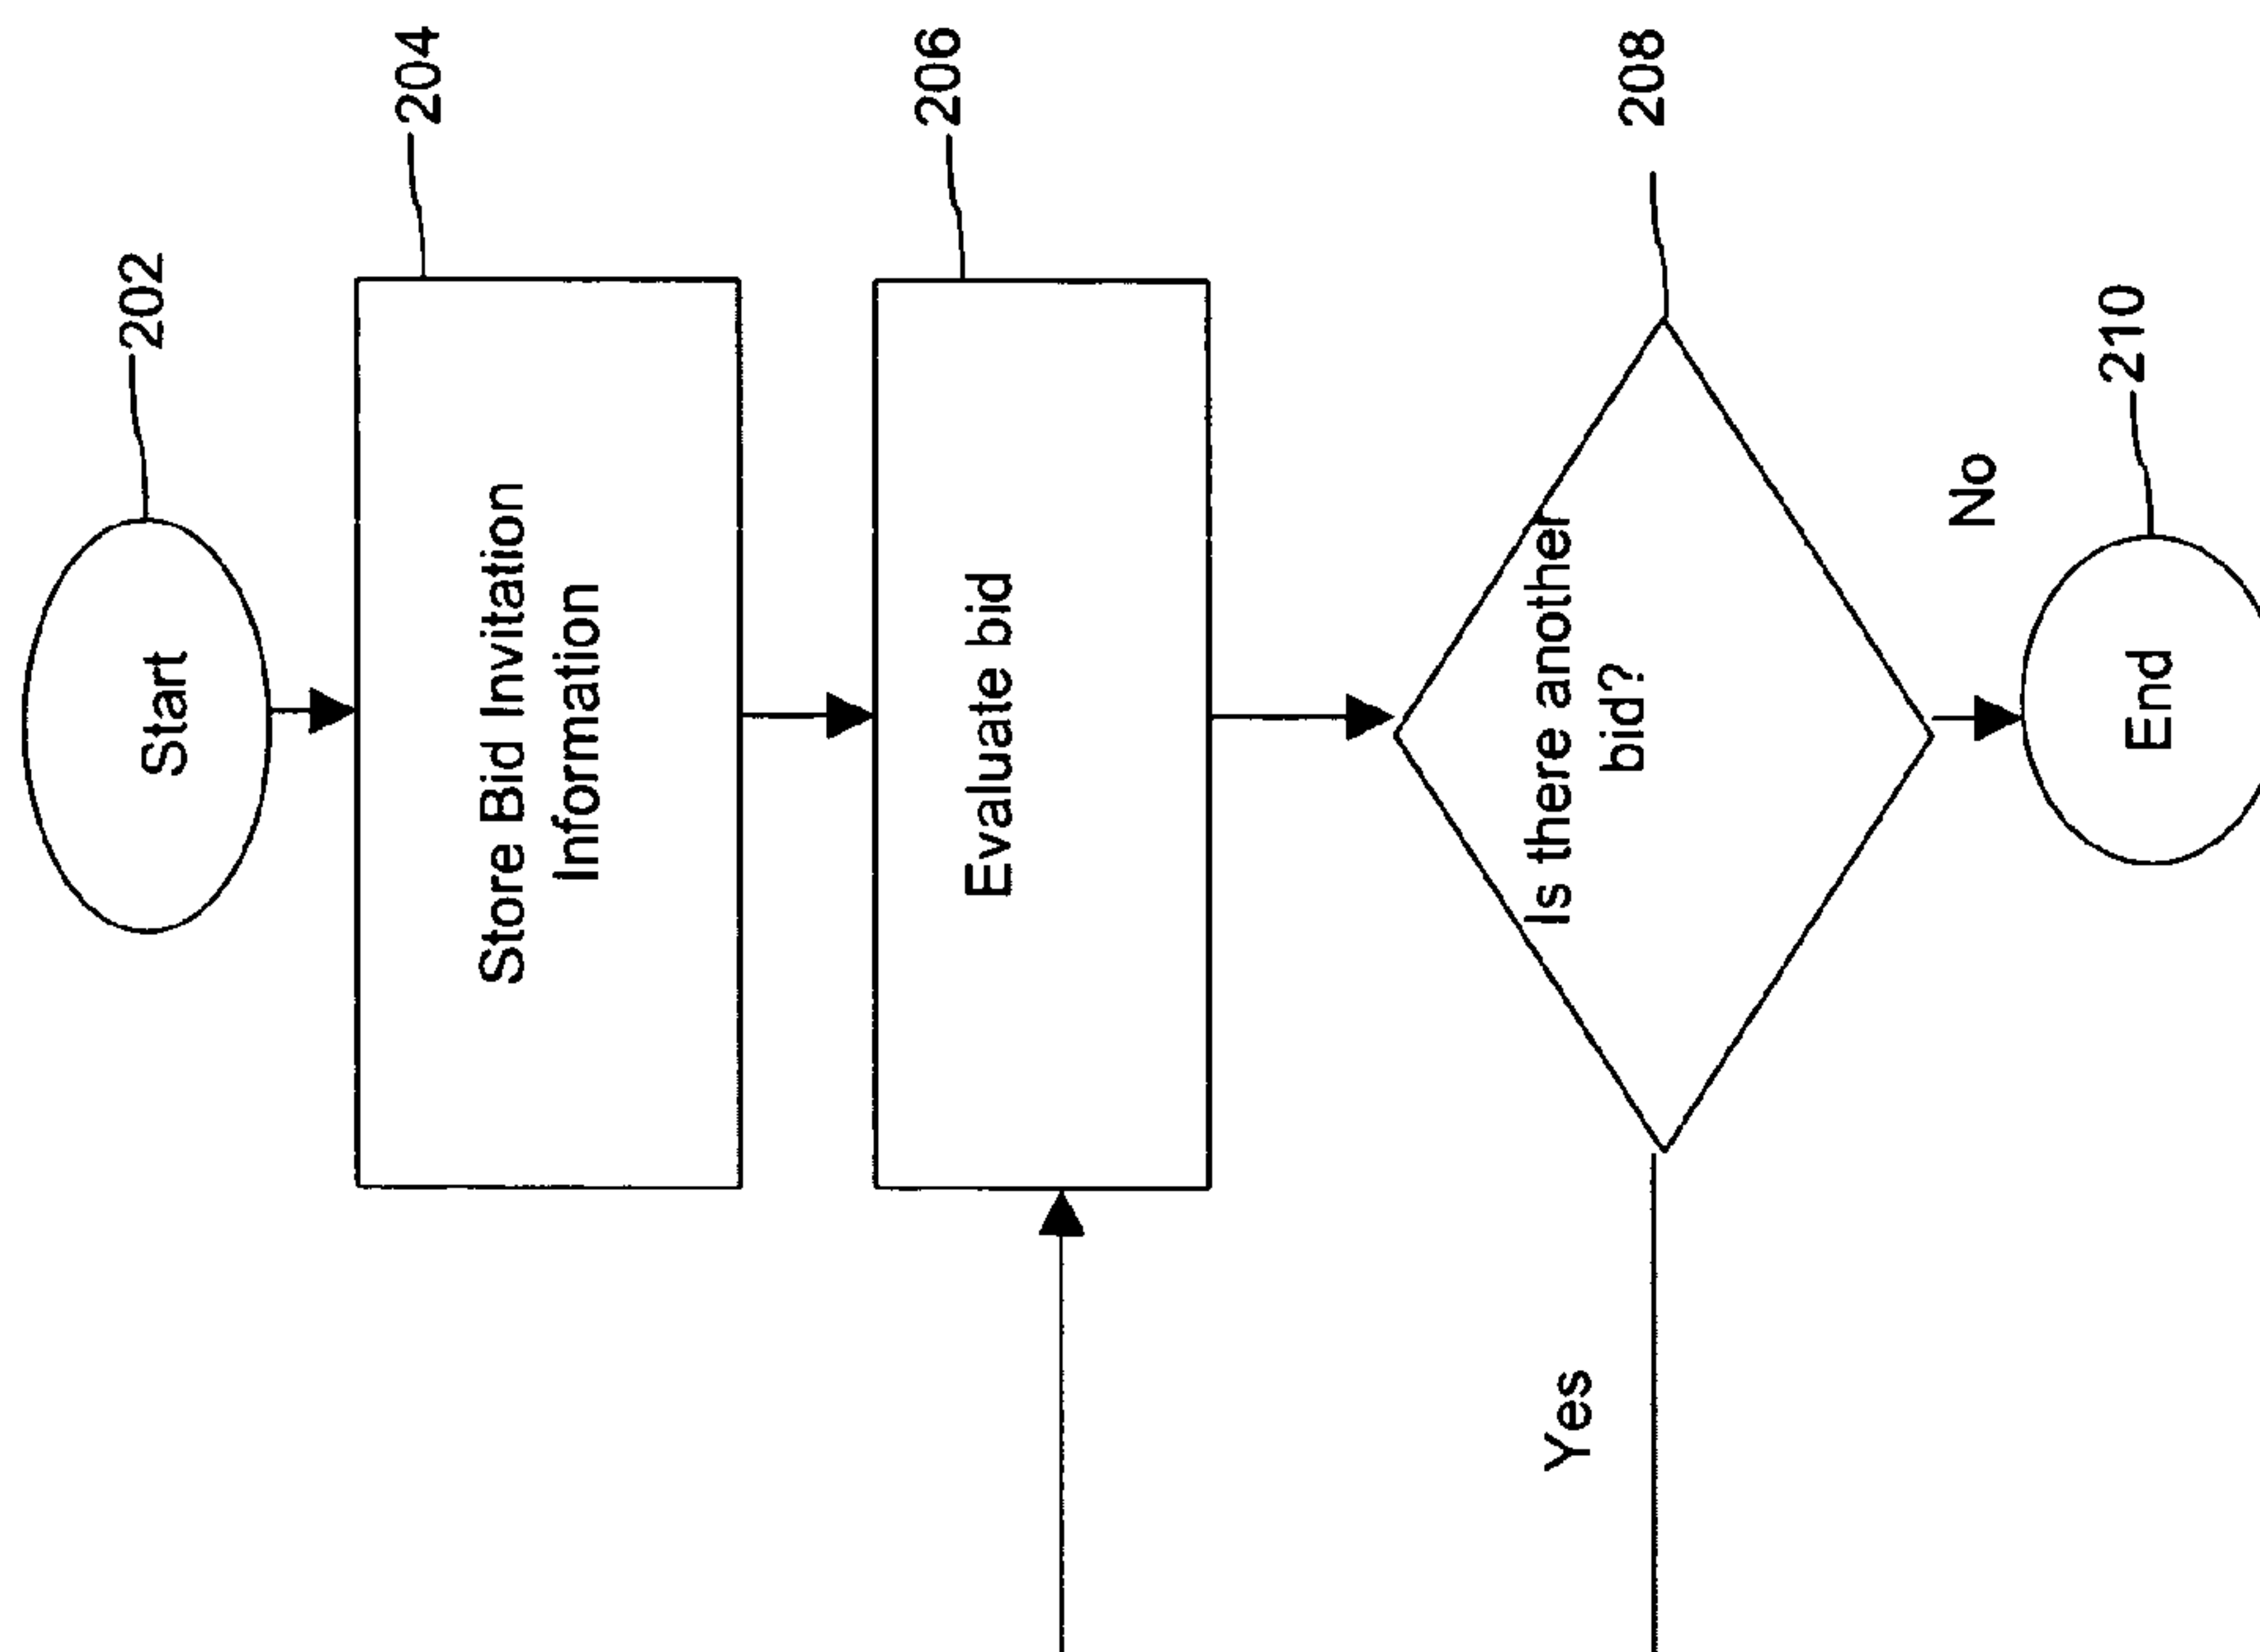 Start
202
Store Bid Invitation
Information
204
Evaluate bid
206
Is there another
bid?
208
Yes
No
End
210